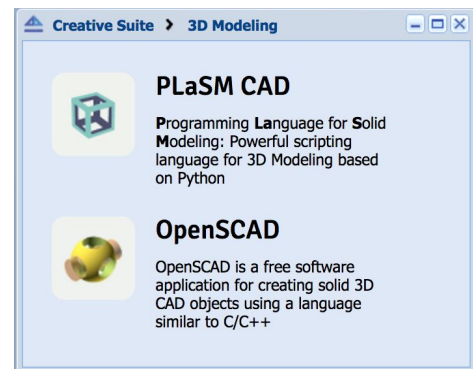 Creative Suite > 3D Modeling
PLaSM CAD
Programming Language for Solid
Modeling: Powerful scripting
language for 3D Modeling based
on Python
OpenSCAD
OpenSCAD is a free software
application for creating solid 3D
CAD objects using a language
similar to C/C++